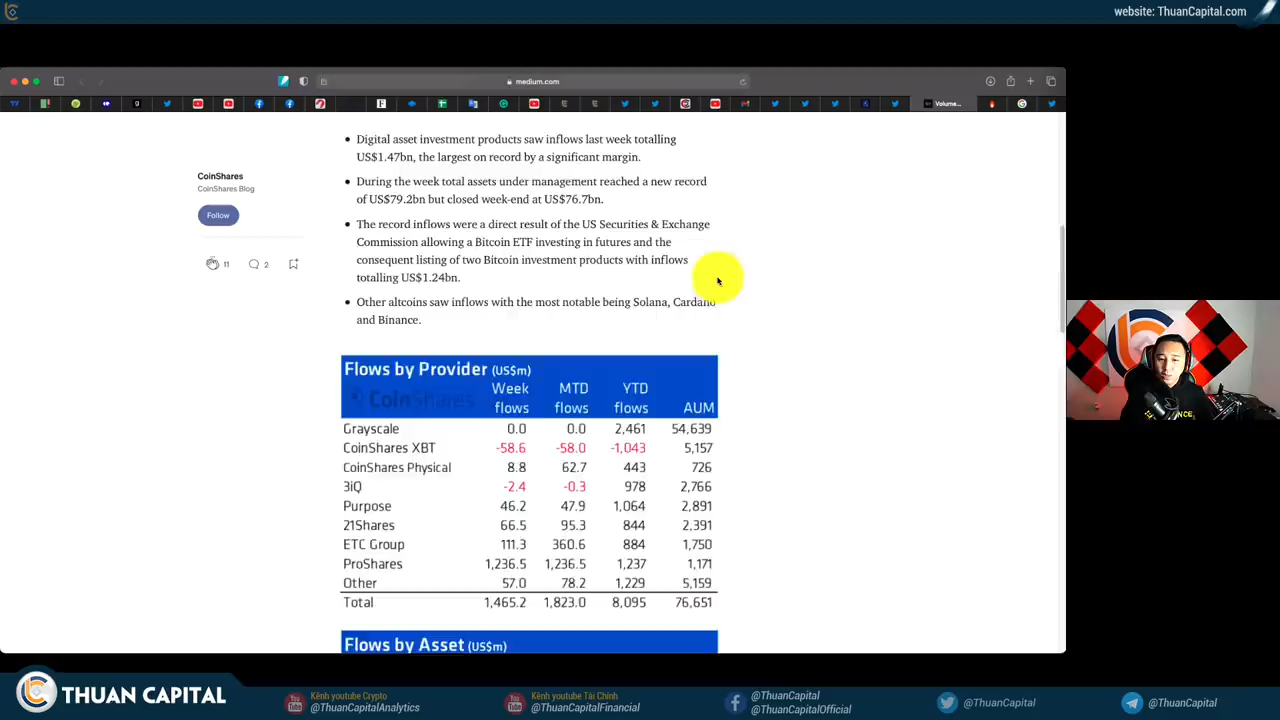 website: ThuanCapital.com
medium.com
Volume...
Digital asset investment products saw inflows last week totalling
US$1.47bn, the largest on record by a significant margin.
CoinShares
CoinShares Blog
Follow
11
2
During the week total assets under management reached a new record
of US$79.2bn but closed week-end at US$76.7bn.
The record inflows were a direct result of the US Securities & Exchange
Commission allowing a Bitcoin ETF investing in futures and the
consequent listing of two Bitcoin investment products with inflows
totalling US$1.24bn.
Other altcoins saw inflows with the most notable being Solana, Cardano
and Binance.
Flows by Provider (US$m)
CoinShares
Week flows MTD flows YTD flows AUM
Grayscale 0.0 0.0 2,461 54,639
CoinShares XBT -58.6 -58.0 -1,043 5,157
CoinShares Physical 8.8 62.7 443 726
3iQ -2.4 -0.3 978 2,766
Purpose 46.2 47.9 1,064 2,891
21Shares 66.5 95.3 844 2,391
ETC Group 111.3 360.6 884 1,750
ProShares 1,236.5 1,236.5 1,237 1,171
Other 57.0 78.2 1,229 5,159
Total 1,465.2 1,823.0 8,095 76,651
Flows by Asset (US$m)
THUAN CAPITAL
Kênh youtube Crypto
@ThuanCapitalAnalytics
Kênh youtube Tài Chính
@ThuanCapitalFinancial
@ThuanCapital
@ThuanCapitalOfficial
@ThuanCapital
@ThuanCapital